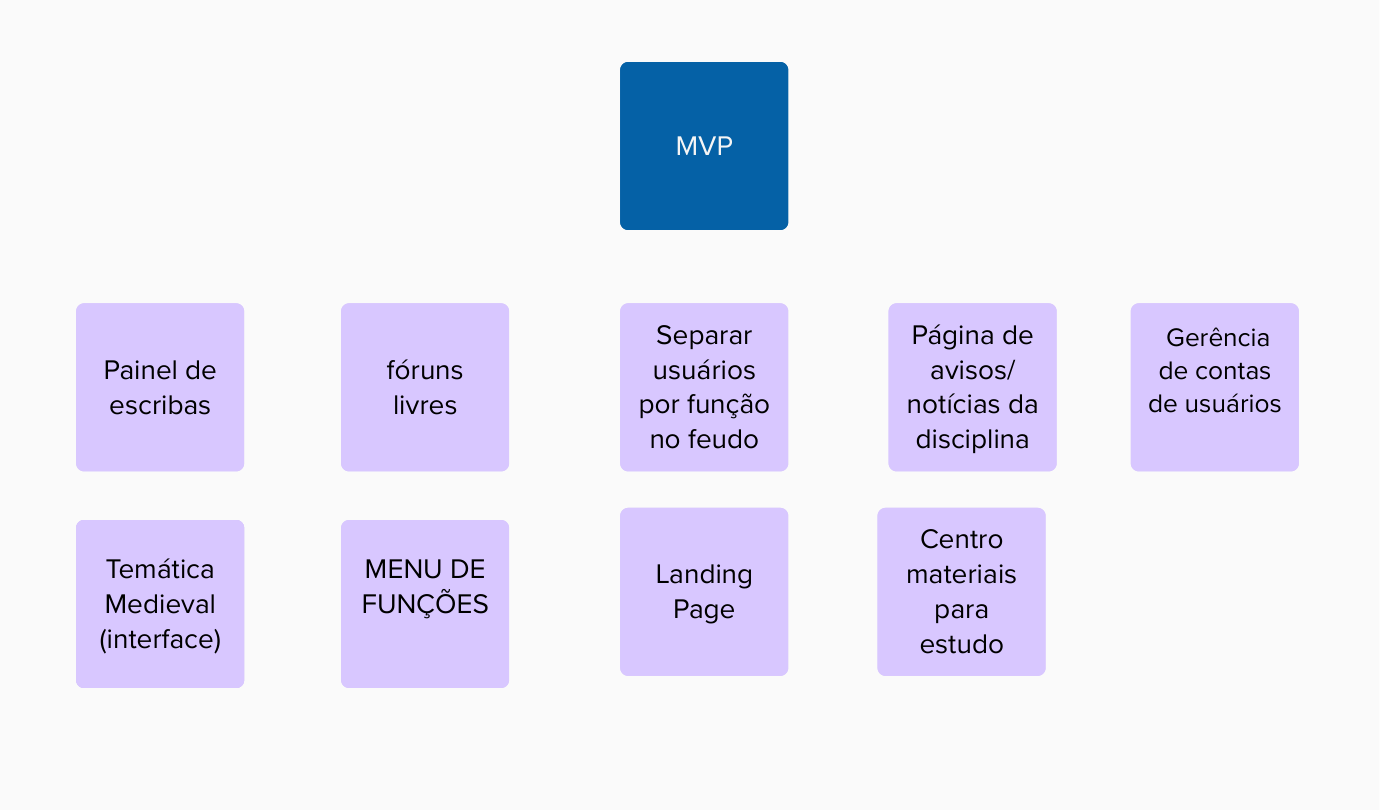 MVP
Painel de
escribas
fóruns
livres
Separar
usuários
por função
no feudo
Página de
avisos/
notícias da
disciplina
Gerência
de contas
de usuários
Temática
Medieval
(interface)
MENU DE
FUNÇÕES
Landing
Page
Centro
materiais
para
estudo